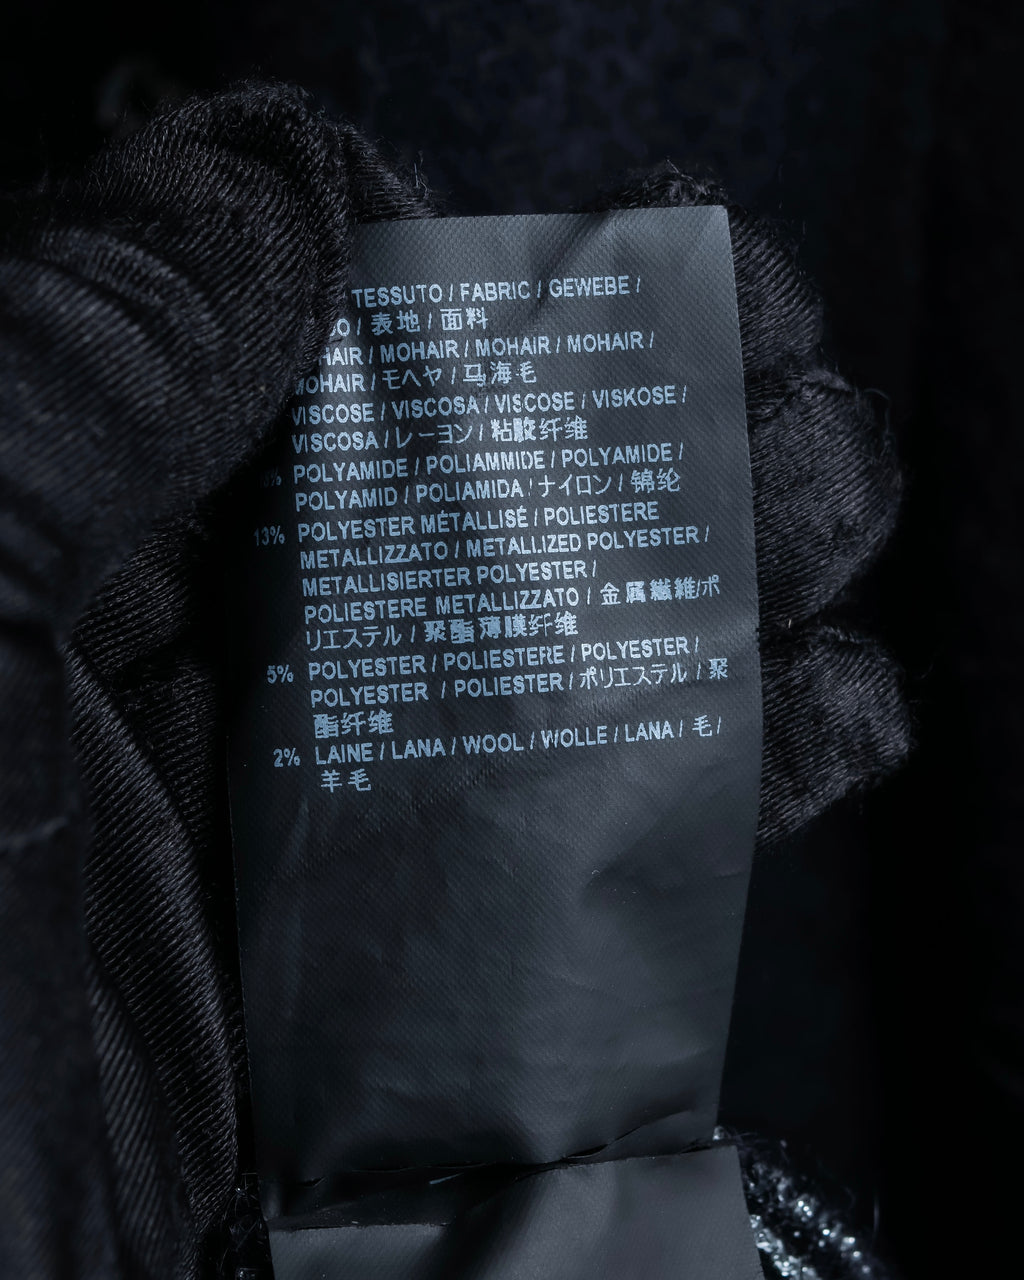 TESSUTO / FABRIC / GEWEBE /
/ 表地 / 面料
MOHAIR / MOHAIR / MOHAIR /
MOHAIR / モヘヤ / 马海毛
VISCOSE / VISCOSA / VISCOSE / VISKOSE /
VISCOSA / レーヨン / 粘胶纤维
POLYAMIDE / POLIAMMIDE / POLYAMIDE /
POLYAMID / POLIAMIDA / ナイロン / 锦纶
13% POLYESTER MÉTALLISÉ / POLIESTERE
METALLIZZATO / METALLIZED POLYESTER /
METALLISIERTER POLYESTER /
POLIESTERE METALLIZZATO / 金属繊維/ポ
リエステル / 聚酯薄膜纤维
5% POLYESTER / POLIESTERE / POLYESTER /
POLYESTER / POLIESTER / ポリエステル / 聚
酯纤维
2% LAINE / LANA / WOOL / WOLLE / LANA / 毛 /
羊毛